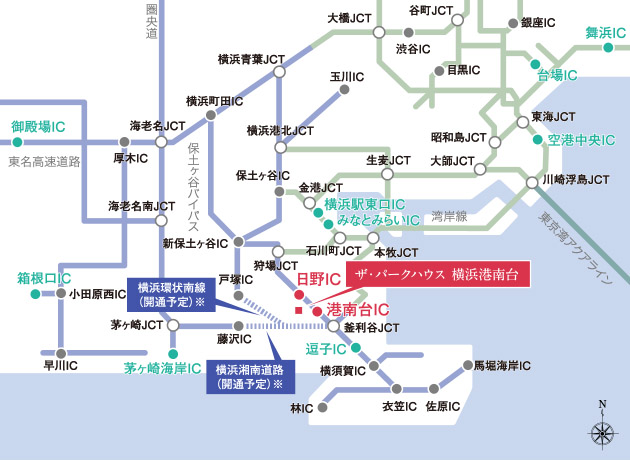 圏央道
大橋JCT
谷町JCT
銀座IC
舞浜IC
渋谷IC
横浜青葉JCT
目黒IC
台場IC
玉川IC
横浜町田IC
御殿場IC
海老名JCT
横浜港北JCT
東海JCT
昭和島JCT
空港中央IC
東名高速道路
厚木IC
保土ヶ谷バイパス
生麦JCT
大師JCT
保土ヶ谷IC
川崎浮島JCT
金港JCT
海老名南JCT
横浜駅東口IC
みなとみらいIC
湾岸線
東京湾アクアライン
新保土ヶ谷IC
石川町JCT
本牧JCT
狩場JCT
箱根口IC
小田原西IC
戸塚IC
横浜環状南線
(開通予定)※
日野IC
ザ・パークハウス 横浜港南台
港南台IC
茅ヶ崎JCT
藤沢IC
釜利谷JCT
早川IC
茅ヶ崎海岸IC
横浜湘南道路
(開通予定)※
逗子IC
横須賀IC
馬堀海岸IC
林IC
衣笠IC
佐原IC
N